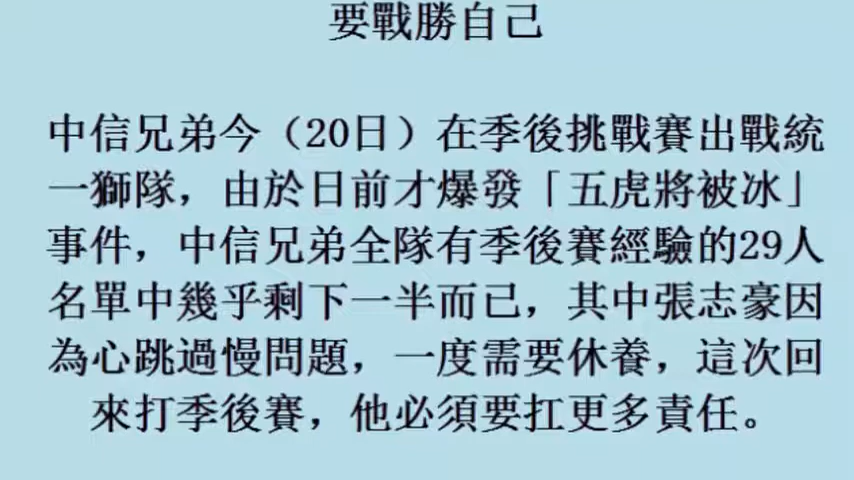 要戰勝自己
中信兄弟今（20日）在季後挑戰賽出戰統
一獅隊，由於日前才爆發「五虎將被冰」
事件，中信兄弟全隊有季後賽經驗的29人
名單中幾乎剩下一半而已，其中張志豪因
為心跳過慢問題，一度需要休養，這次回
來打季後賽，他必須要扛更多責任。